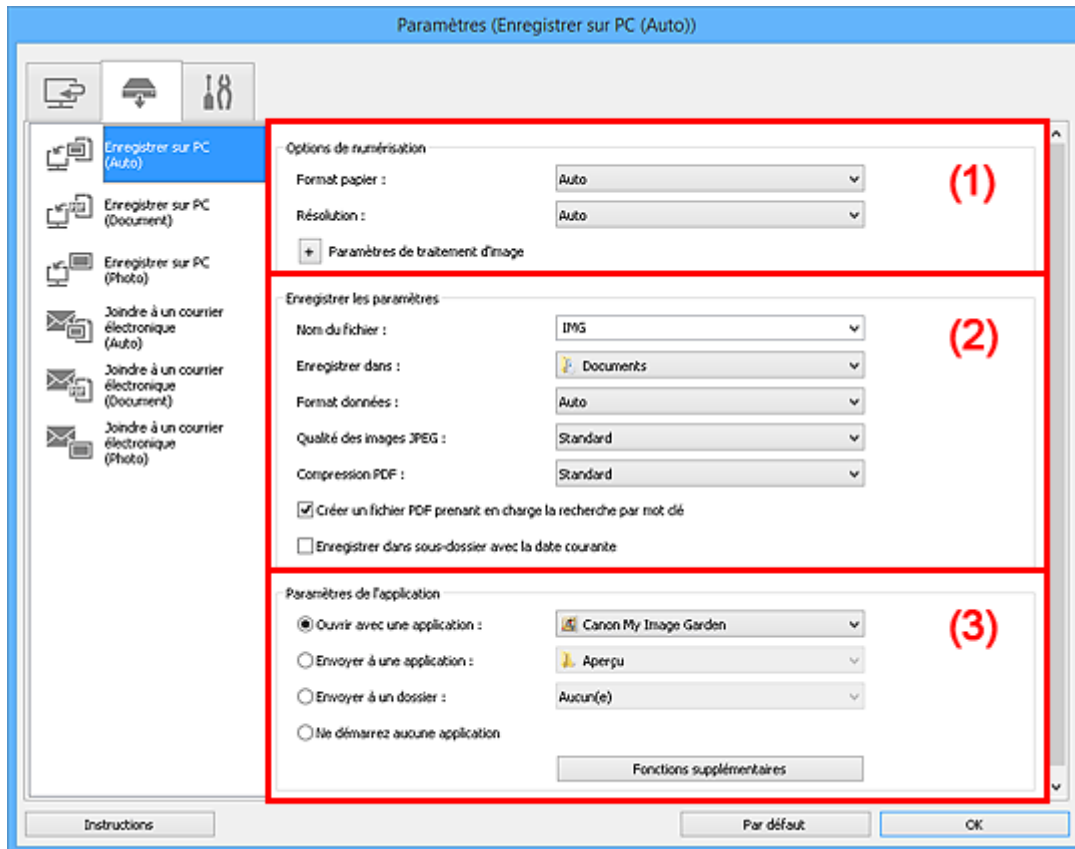 Paramètres (Enregistrer sur PC (Auto))
Enregistrer sur PC
(Auto)
Enregistrer sur PC
(Document)
Enregistrer sur PC
(Photo)
Joindre à un courrier
électronique
(Auto)
Joindre à un courrier
électronique
(Document)
Joindre à un courrier
électronique
(Photo)
Options de numérisation
(1)
Format papier : Auto
Résolution : Auto
+ Paramètres de traitement d'image
Enregistrer les paramètres
(2)
Nom du fichier : IMG
Enregistrer dans : Documents
Format données : Auto
Qualité des images JPEG : Standard
Compression PDF : Standard
Créer un fichier PDF prenant en charge la recherche par mot clé
Enregistrer dans sous-dossier avec la date courante
Paramètres de l'application
(3)
Ouvrir avec une application : Canon My Image Garden
Envoyer à une application : Aperçu
Envoyer à un dossier : Aucun(e)
Ne démarrez aucune application
Fonctions supplémentaires
Instructions
Par défaut
OK